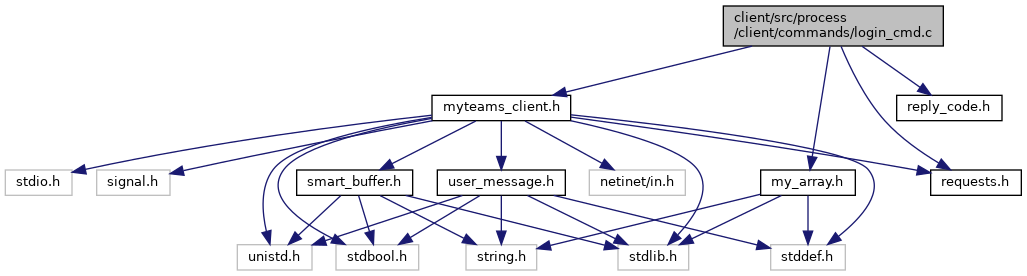 client/src/process
/client/commands/login_cmd.c
myteams_client.h
reply_code.h
stdio.h
signal.h
smart_buffer.h
user_message.h
netinet/in.h
my_array.h
requests.h
unistd.h
stdbool.h
string.h
stdlib.h
stddef.h